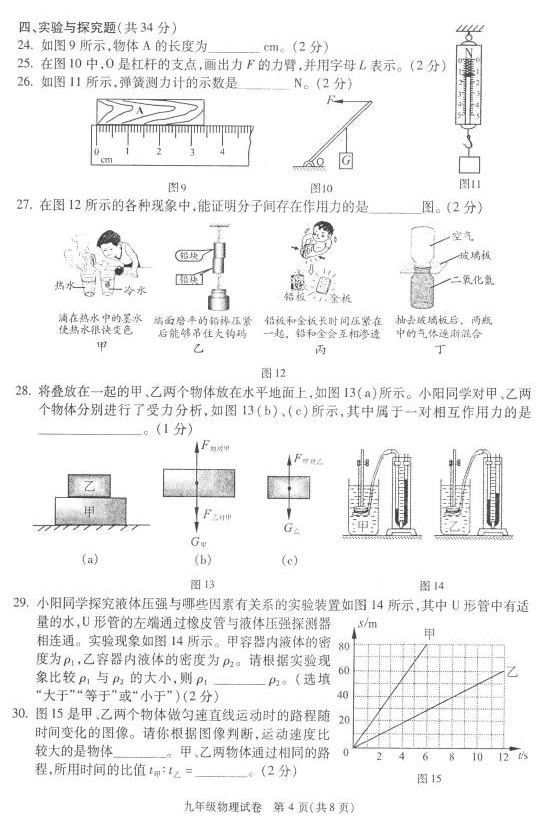 四、实验与探究题(共34分)
24. 如图9所示,物体A的长度为________cm。(2分)
25. 在图10中,O是杠杆的支点,画出力F的力臂,并用字母L表示。(2分)
26. 如图11所示,弹簧测力计的示数是________N。(2分)
A
0 1 2 3 4
cm
图9
F
O G
图10
N
0 0
1 1
2 2
3 3
4 4
5 5
图11
27. 在图12所示的各种现象中,能证明分子间存在作用力的是________图。(2分)
热水 冷水
滴在热水中的墨水
使热水很快变色
甲
铅块
铅块
端面磨平的铅棒压紧
后能够吊住大钩码
乙
铅板 金板
铅板和金板长时间压紧在
一起,铅和金会互相渗透
丙
空气
玻璃板
二氧化氮
抽去玻璃板后、两瓶
中的气体逐渐混合
丁
图12
28. 将叠放在一起的甲、乙两个物体放在水平地面上,如图13(a)所示。小阳同学对甲、乙两
个物体分别进行了受力分析,如图13(b)、(c)所示,其中属于一对相互作用力的是
________________。(1分)
乙
甲
(a)
F地对甲
F乙对甲
G甲
(b)
F甲对乙
G乙
(c)
图13
甲
乙
图14
29. 小阳同学探究液体压强与哪些因素有关系的实验装置如图14所示,其中U形管中有适
量的水,U形管的左端通过橡皮管与液体压强探测器
相连通。实验现象如图14所示。甲容器内液体的密
度为ρ1,乙容器内液体的密度为ρ2。请根据实验现
象比较ρ1与ρ2的大小,则ρ1________ρ2。(选填
“大于”“等于”或“小于”)(2分)
30. 图15是甲、乙两个物体做匀速直线运动时的路程随
时间变化的图像。请你根据图像判断,运动速度比
较大的是物体________。甲、乙两物体通过相同的路
程,所用时间的比值t甲:t乙=________。(2分)
s/m
甲
乙
80
60
40
20
0 2 4 6 8 10 12 t/s
图15
九年级物理试卷 第4页(共8页)